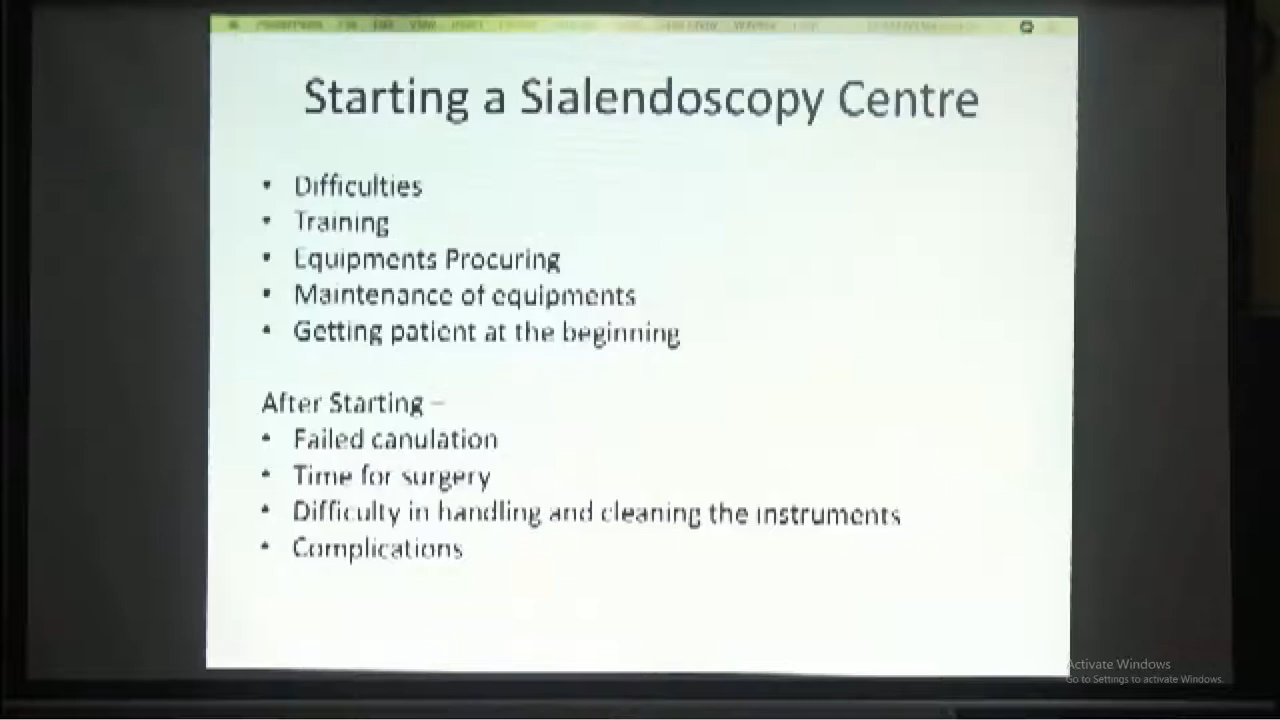 Starting a Sialendoscopy Centre
• Difficulties
• Training
• Equipments Procuring
• Maintenance of equipments
• Getting patient at the beginning
After Starting –
• Failed canulation
• Time for surgery
• Difficulty in handling and cleaning the instruments
• Complications
Activate Windows
Go to Settings to activate Windows.